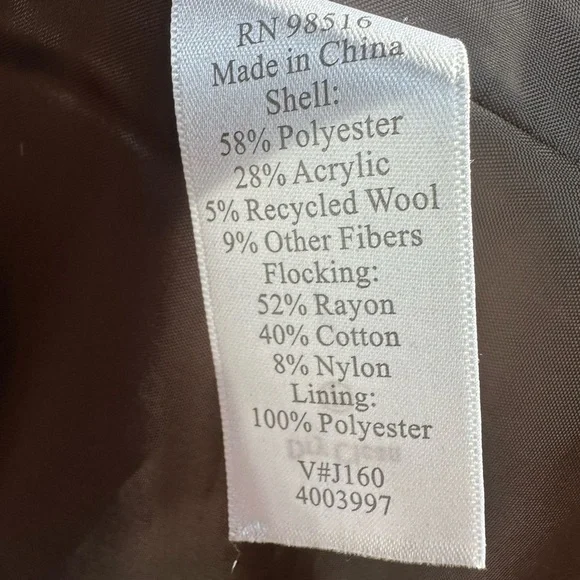 RN 98516
Made in China
Shell:
58% Polyester
28% Acrylic
5% Recycled Wool
9% Other Fibers
Flocking:
52% Rayon
40% Cotton
8% Nylon
Lining:
100% Polyester
V#J160
4003997